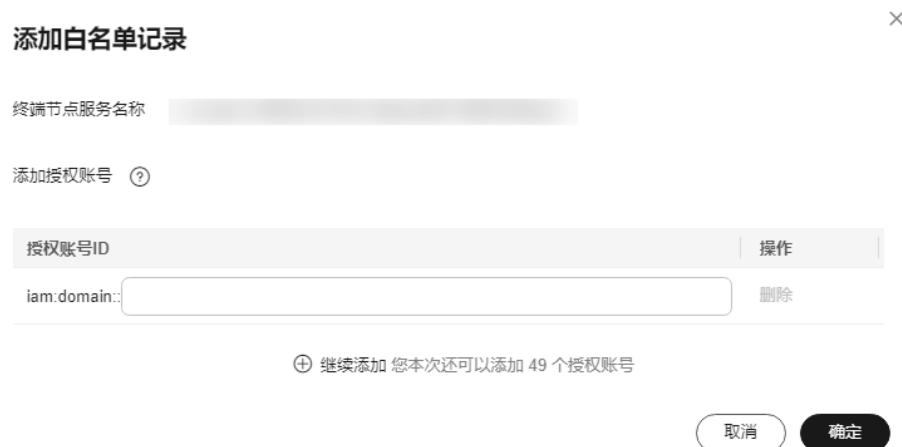 添加白名单记录
终端节点服务名称
添加授权账号 ?
授权账号ID 操作
iam:domain:: 删除
继续添加 您本次还可以添加 49 个授权账号
取消 确定